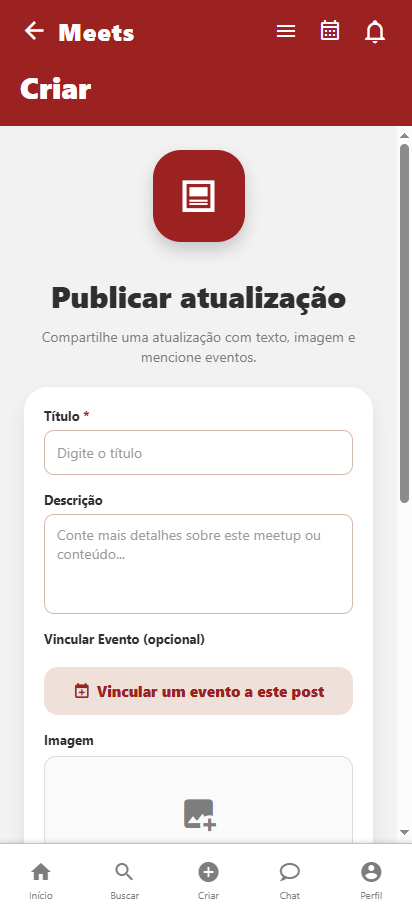 Meets
Criar
Publicar atualização
Compartilhe uma atualização com texto, imagem e
mencione eventos.
Título *
Digite o título
Descrição
Conte mais detalhes sobre este meetup ou
conteúdo...
Vincular Evento (opcional)
Vincular um evento a este post
Imagem
Início
Buscar
Criar
Chat
Perfil